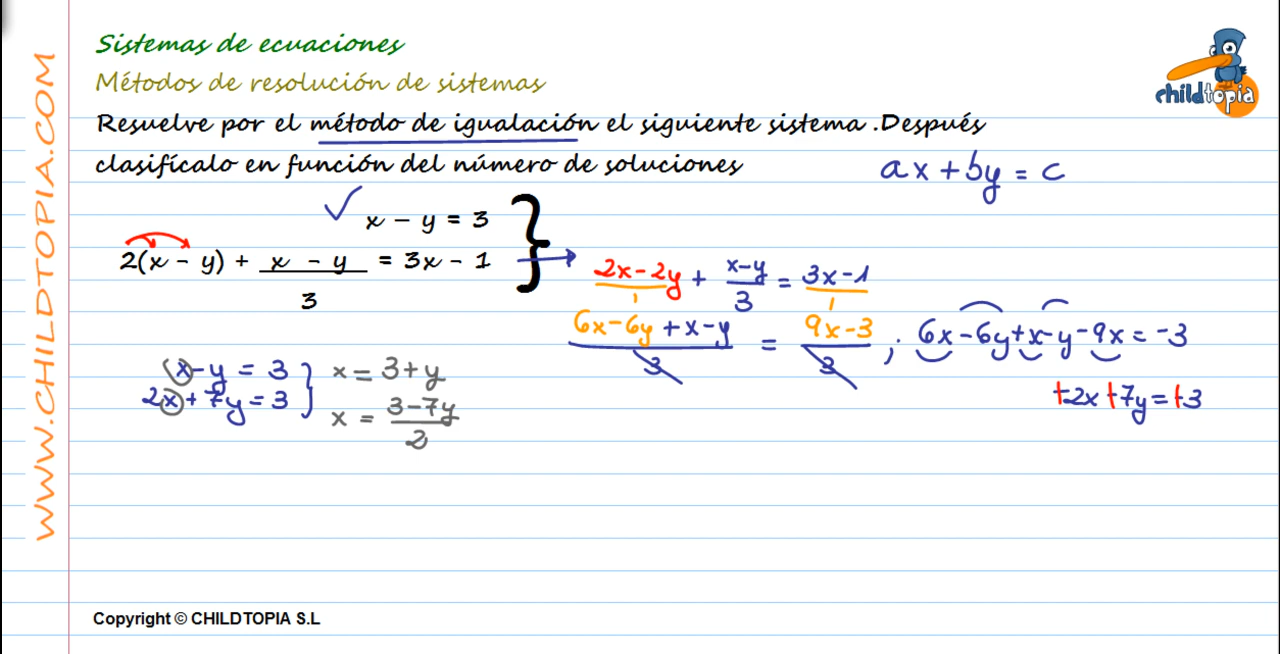 WWW.CHILDTOPIA.COM
Sistemas de ecuaciones
Métodos de resolución de sistemas
childtopia
Resuelve por el método de igualación el siguiente sistema .Después
clasifícalo en función del número de soluciones
ax + by = c
x - y = 3
2(x - y) + (x - y)/3 = 3x - 1
2x - 2y + (x-y)/3 = 3x - 1
(6x - 6y + x - y)/3 = (9x - 3)/3 ; 6x - 6y + x - y - 9x = -3
+2x + 7y = +3
x - y = 3
2x + 7y = 3
x = 3 + y
x = (3 - 7y)/2
Copyright © CHILDTOPIA S.L